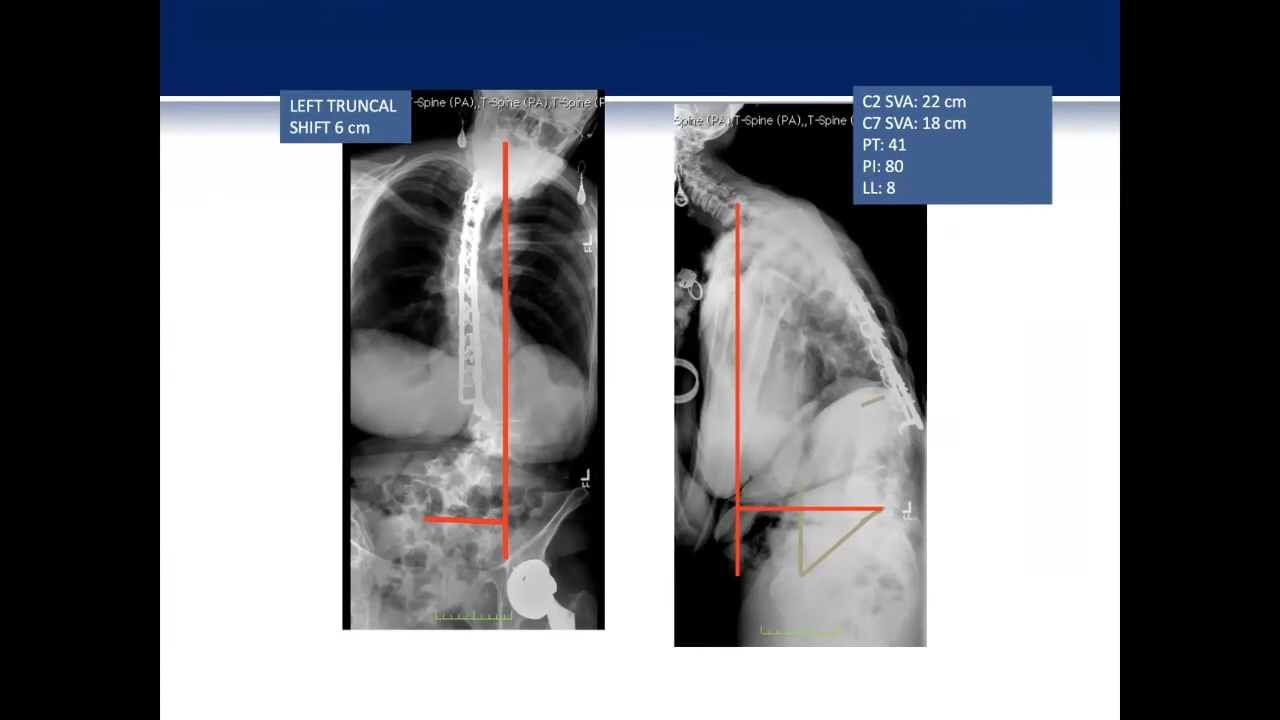 LEFT TRUNCAL
SHIFT 6 cm
T-Spine (PA),,T-Spine (PA),T-Spine (P
Spine (PA),T-Spine (PA),,T-Spine (
C2 SVA: 22 cm
C7 SVA: 18 cm
PT: 41
PI: 80
LL: 8
L
L
L